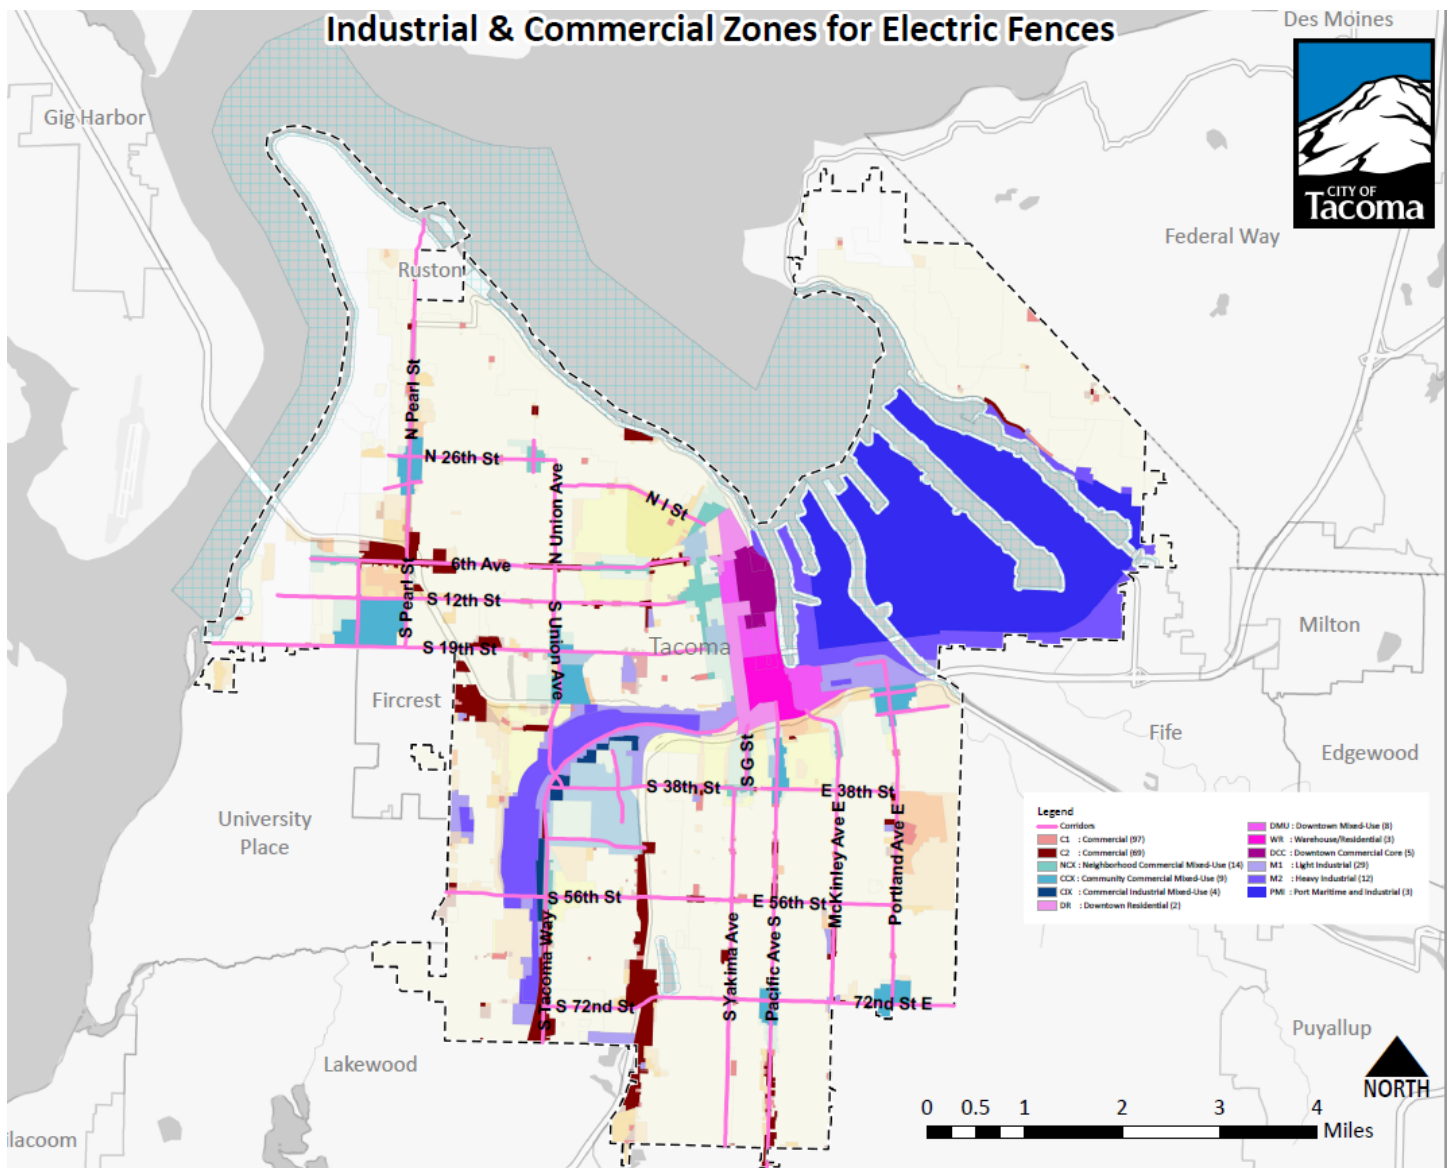 Industrial & Commercial Zones for Electric Fences
Des Moines
CITY OF
Tacoma
Gig Harbor
Federal Way
Ruston
N Pearl St
N 26th St
N Union Ave
N I St
6th Ave
S Pearl St
S 12th St
S Union Ave
S 19th St
Tacoma
Milton
Fircrest
Fife
Edgewood
S G St
S 38th St
E 38th St
University
Place
McKinley Ave E
Portland Ave E
S 56th St
E 56th St
S Tacoma Way
S Yakima Ave
Pacific Ave S
S 72nd St
72nd St E
Lakewood
Puyallup
ilacoom
Legend
Corridors
C1 : Commercial (97)
C2 : Commercial (69)
NCX : Neighborhood Commercial Mixed-Use (14)
CCX : Community Commercial Mixed-Use (9)
CIX : Commercial Industrial Mixed-Use (4)
DR : Downtown Residential (2)
DMU : Downtown Mixed-Use (8)
WR : Warehouse/Residential (3)
DCC : Downtown Commercial Core (5)
M1 : Light Industrial (29)
M2 : Heavy Industrial (12)
PMI : Port Maritime and Industrial (3)
NORTH
0 0.5 1 2 3 4
Miles